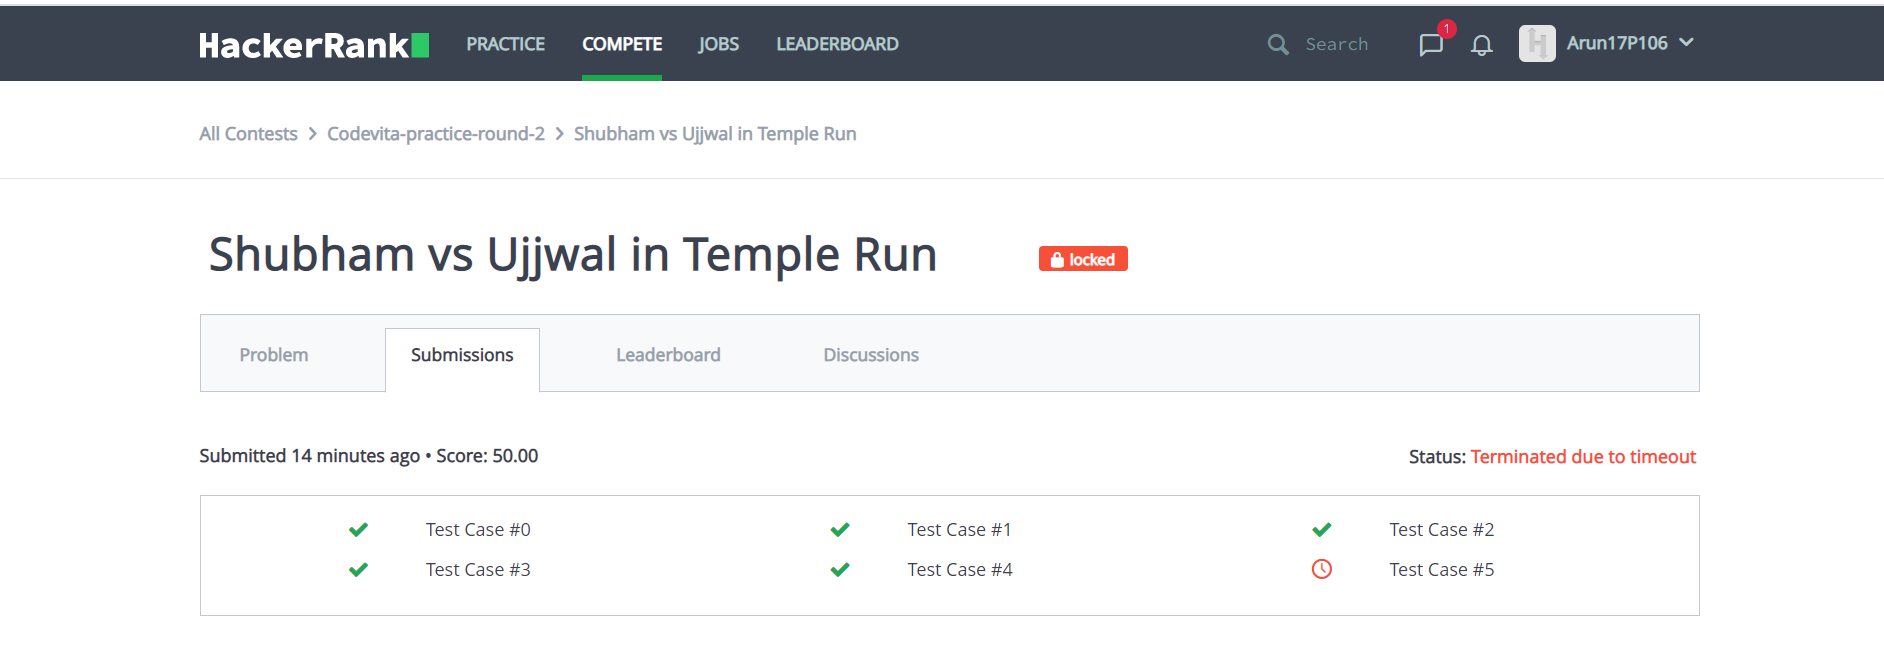 HackerRank PRACTICE COMPETE JOBS LEADERBOARD Search 1 Arun17P106
All Contests > Codevita-practice-round-2 > Shubham vs Ujjwal in Temple Run
Shubham vs Ujjwal in Temple Run locked
Problem Submissions Leaderboard Discussions
Submitted 14 minutes ago • Score: 50.00 Status: Terminated due to timeout
Test Case #0 Test Case #1 Test Case #2
Test Case #3 Test Case #4 Test Case #5